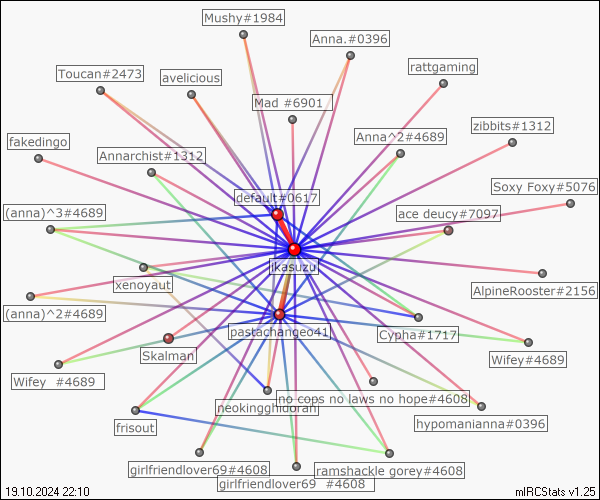 Mushy#1984
Anna.#0396
rattgaming
Toucan#2473
avelicious
Mad #6901
zibbits#1312
Anna^2#4689
fakedingo
Annarchist#1312
Soxy Foxy#5076
default#0617
(anna)^3#4689
ace deucy#7097
ikasuzu
xenoyaut
AlpineRooster#2156
(anna)^2#4689
pastachangeo41
Cypha#1717
Skalman
Wifey#4689
Wifey #4689
no cops no laws no hope#4608
neokingghidorah
hypomanianna#0396
frisout
girlfriendlover69#4608
ramshackle gorey#4608
girlfriendlover69 #4608
19.10.2024 22:10
mIRCStats v1.25